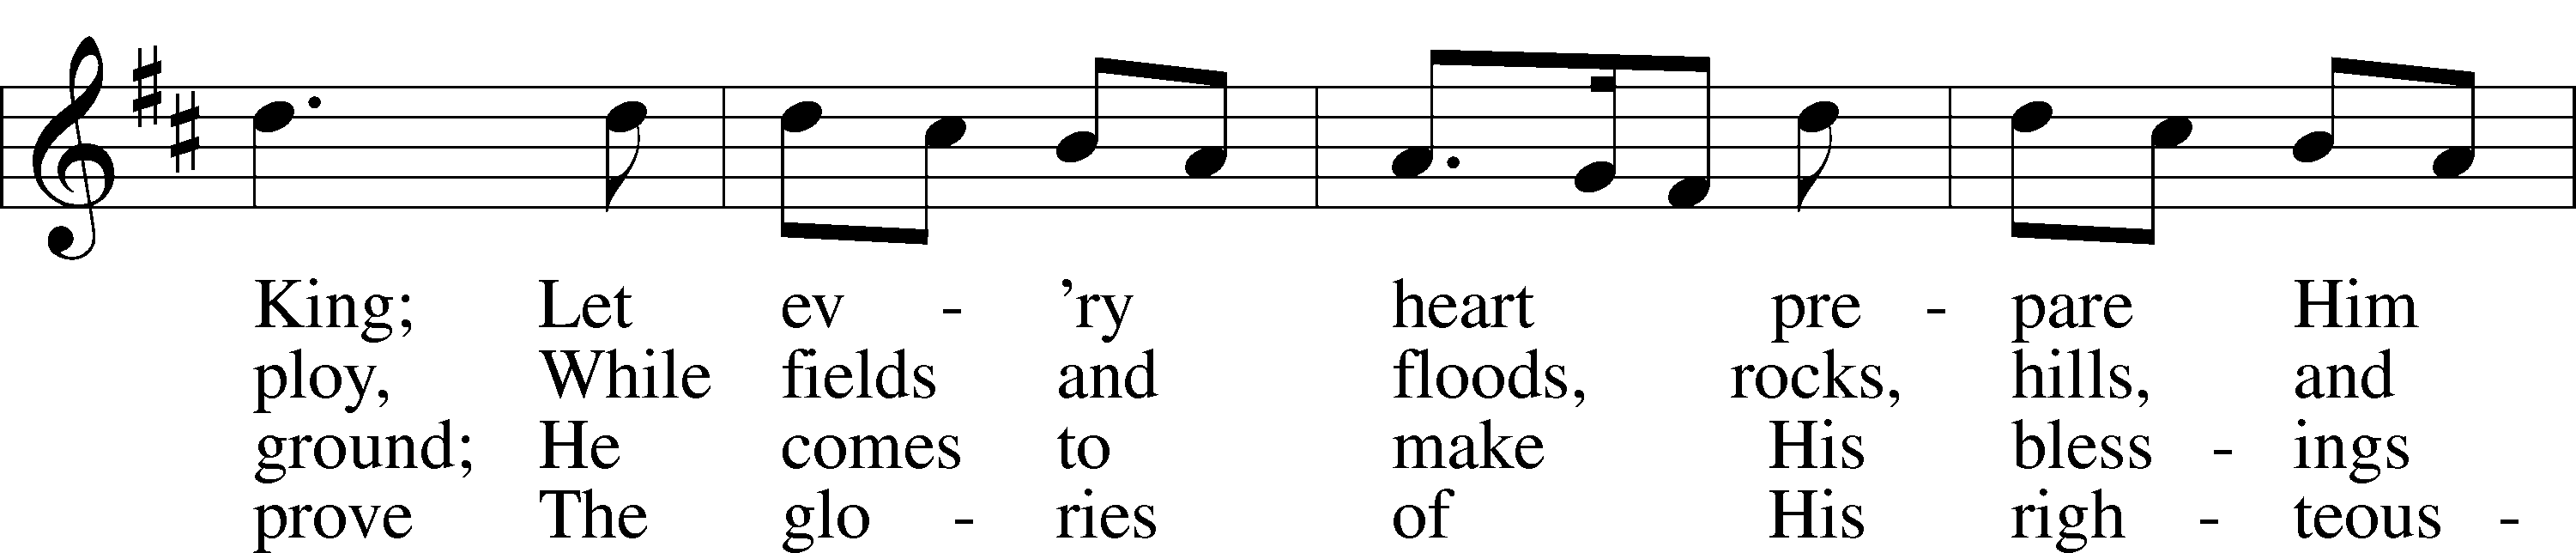 King; Let ev - 'ry heart pre - pare Him
ploy, While fields and floods, rocks, hills, and
ground; He comes to make His bless - ings
prove The glo - ries of His righ - teous -